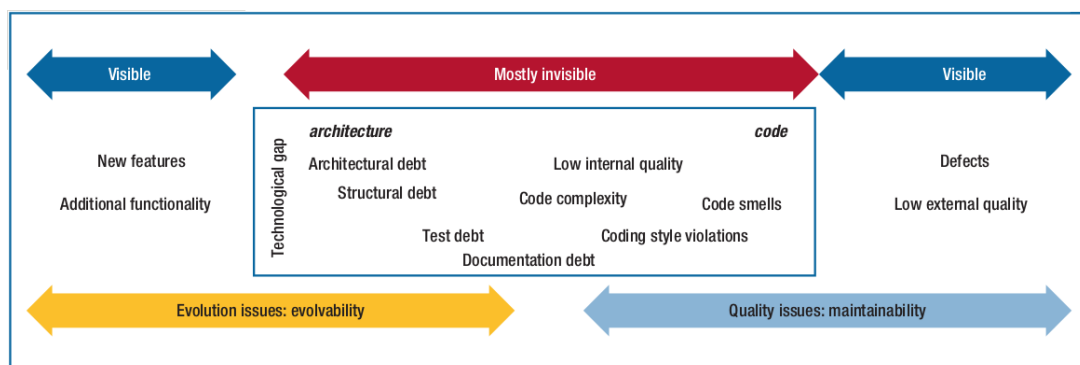 Visible
Mostly invisible
Visible
New features
Additional functionality
Technological gap
architecture
code
Architectural debt
Low internal quality
Structural debt
Code complexity
Code smells
Test debt
Coding style violations
Documentation debt
Defects
Low external quality
Evolution issues: evolvability
Quality issues: maintainability